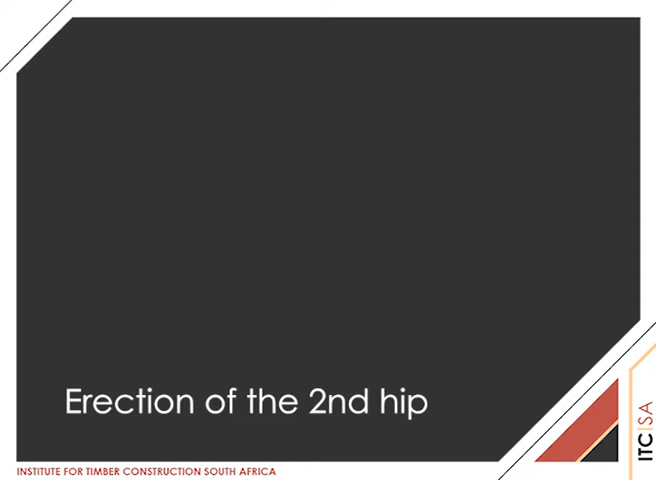 Erection of the 2nd hip
INSTITUTE FOR TIMBER CONSTRUCTION SOUTH AFRICA
ITC|SA